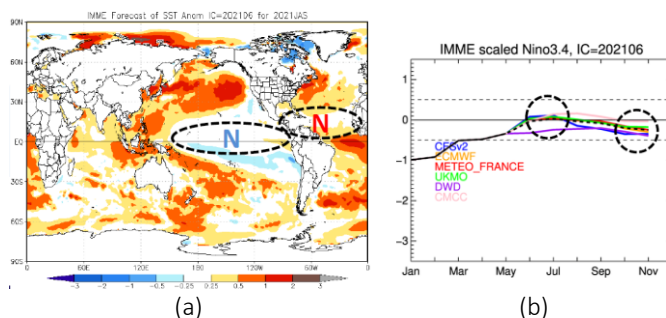 IMME Forecast of SST Anom IC=202106 for 2021JAS
90N
60N
30N
EQ
30S
60S
90S
0
60E
120E
180
120W
60W
0
N
N
-3
-2
-1
-0.5
-0.25
0.25
0.5
1
2
3
(a)
IMME scaled Nino3.4, IC=202106
1
0
-1
-2
-3
CFSv2
ECMWF
METEO_FRANCE
UKMO
DWD
CMCC
Jan
Mar
May
Jul
Sep
Nov
(b)